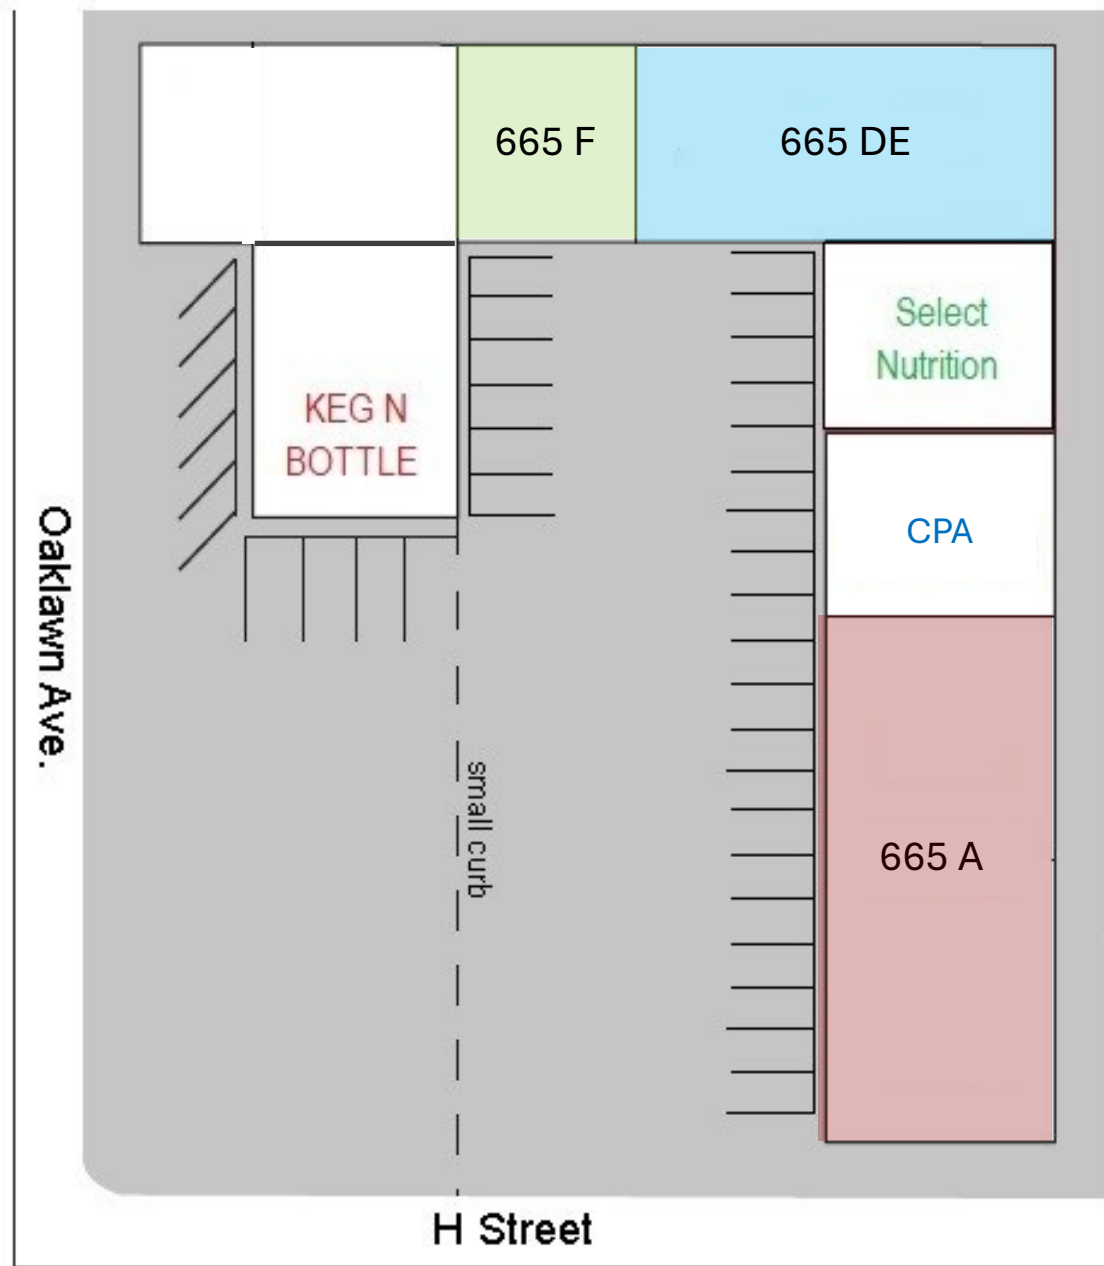 665 F
665 DE
Select
Nutrition
KEG N
BOTTLE
CPA
Oaklawn Ave.
small curb
665 A
H Street